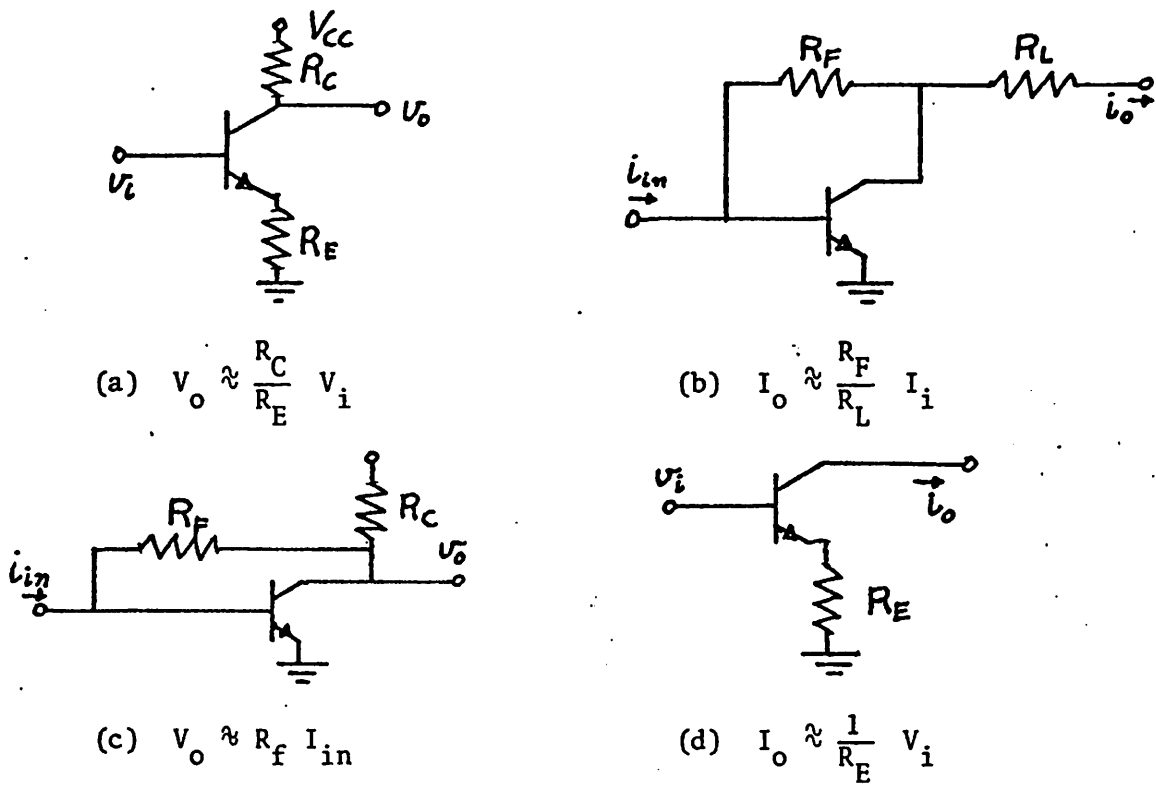 V_CC
R_C
v_o
v_i
R_E
(a) V_o ≈ R_C/R_E V_i
R_F
R_L
i_o
i_in
(b) I_o ≈ R_F/R_L I_i
R_F
R_C
i_in
v_o
(c) V_o ≈ R_f I_in
v_i
i_o
R_E
(d) I_o ≈ 1/R_E V_i